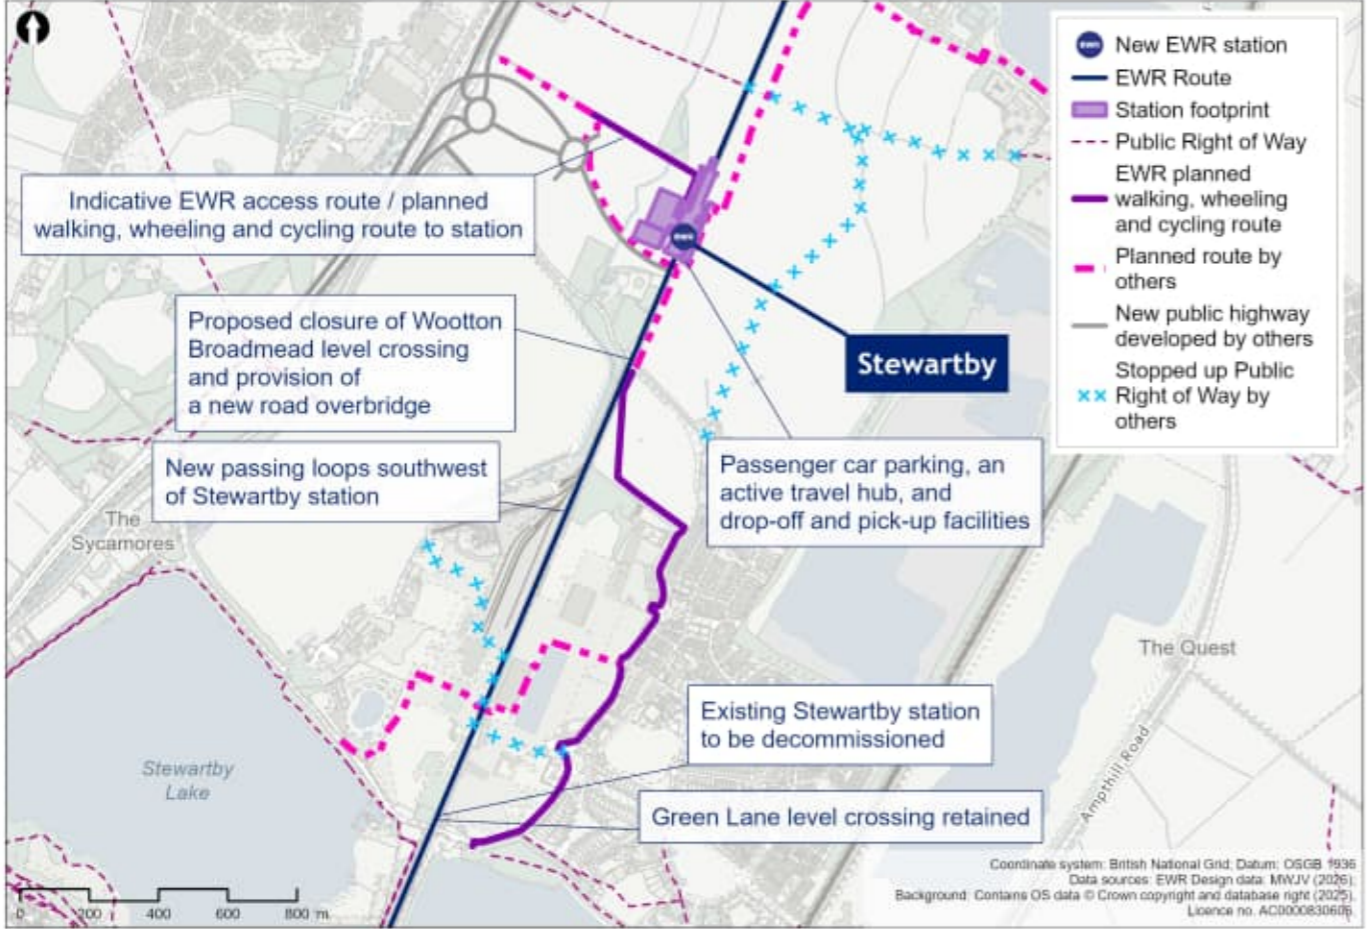 New EWR station
EWR Route
Station footprint
Public Right of Way
EWR planned
walking, wheeling
and cycling route
Planned route by
others
New public highway
developed by others
Stopped up Public
Right of Way by
others
Indicative EWR access route / planned
walking, wheeling and cycling route to station
EWR
Stewartby
Proposed closure of Wootton
Broadmead level crossing
and provision of
a new road overbridge
New passing loops southwest
of Stewartby station
Passenger car parking, an
active travel hub, and
drop-off and pick-up facilities
The
Sycamores
The Quest
Existing Stewartby station
to be decommissioned
Green Lane level crossing retained
Stewartby
Lake
Ampthill Road
Coordinate system: British National Grid; Datum: OSGB 1936
Data sources: EWR Design data: MWJV (2026);
Background: Contains OS data © Crown copyright and database right (2025).
Licence no. AC0000830606.
0 200 400 600 800 m